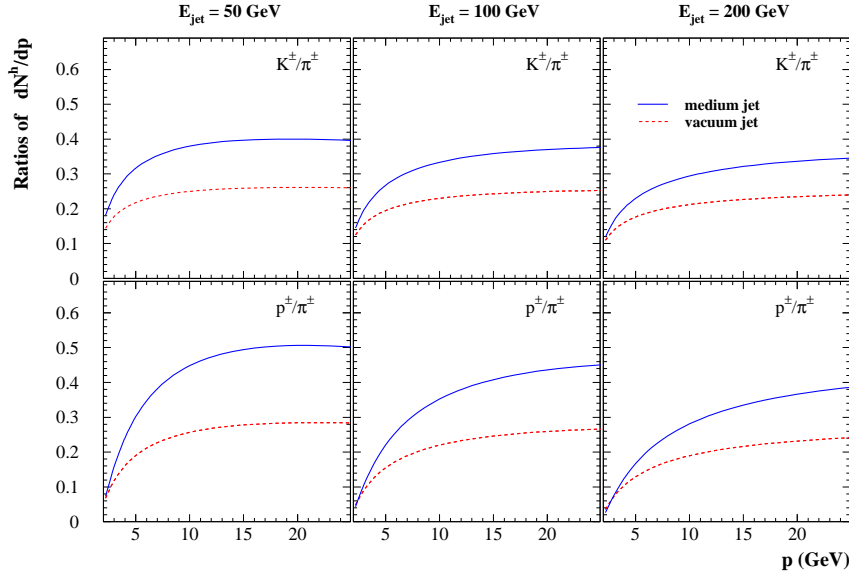 E_jet = 50 GeV E_jet = 100 GeV E_jet = 200 GeV
Ratios of dN^h/dp
K^±/π^± K^±/π^± K^±/π^±
medium jet
vacuum jet
0.6
0.5
0.4
0.3
0.2
0.1
0
p^±/π^± p^±/π^± p^±/π^±
0.6
0.5
0.4
0.3
0.2
0.1
0
5 10 15 20 5 10 15 20 5 10 15 20
p (GeV)